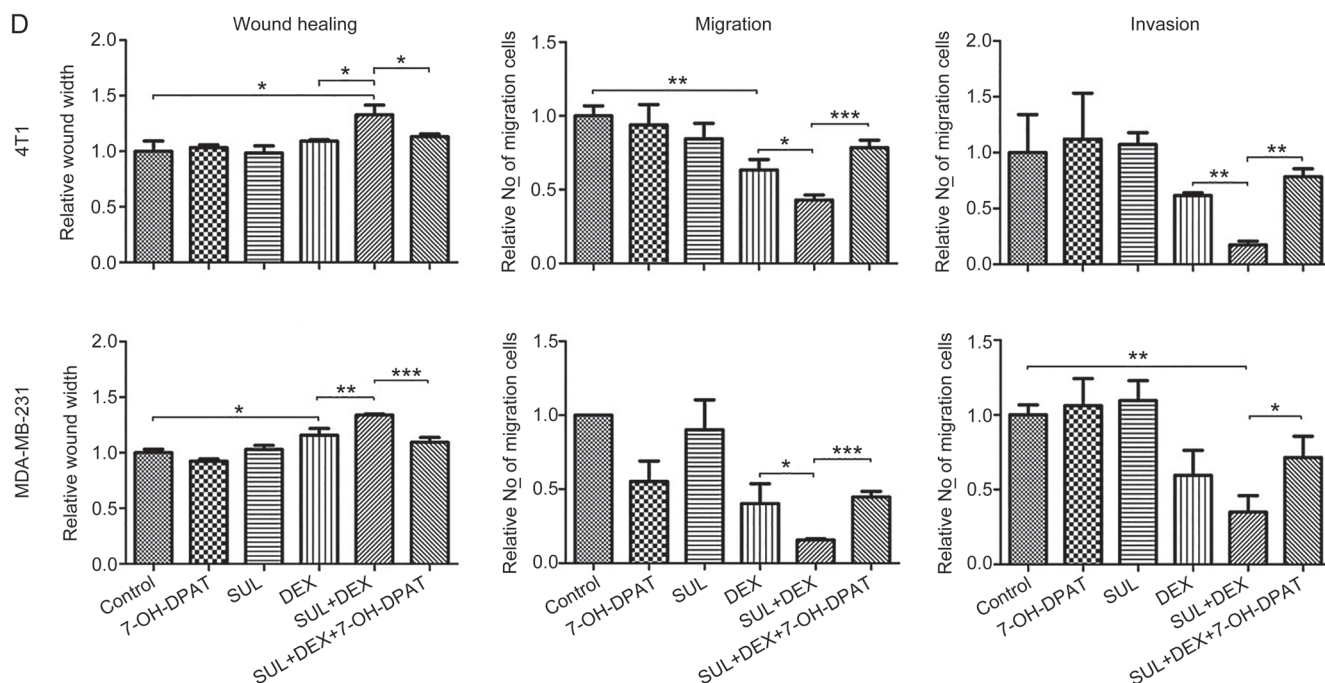 D
Wound healing
Migration
Invasion
4T1
Relative wound width
2.0
1.5
1.0
0.5
0.0
*
*
*
Relative No of migration cells
1.5
1.0
0.5
0.0
**
*
***
Relative No of migration cells
2.0
1.5
1.0
0.5
0.0
**
**
MDA-MB-231
Relative wound width
2.0
1.5
1.0
0.5
0.0
*
**
***
Control
7-OH-DPAT
SUL
DEX
SUL+DEX
SUL+DEX+7-OH-DPAT
Relative No of migration cells
1.5
1.0
0.5
0.0
*
***
Control
7-OH-DPAT
SUL
DEX
SUL+DEX
SUL+DEX+7-OH-DPAT
Relative No of migration cells
1.5
1.0
0.5
0.0
**
*
Control
7-OH-DPAT
SUL
DEX
SUL+DEX
SUL+DEX+7-OH-DPAT